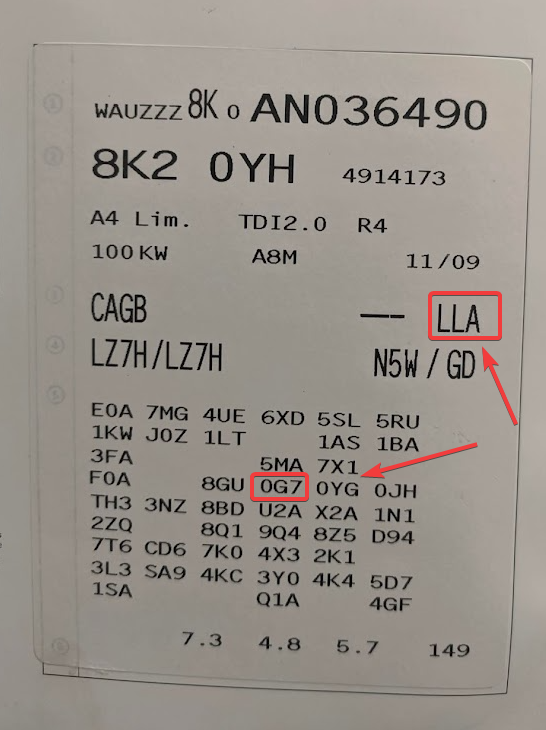 WAUZZZ 8K 0 AN036490
8K2 0YH 4914173
A4 Lim. TDI2.0 R4
100 KW A8M 11/09
CAGB -- LLA
LZ7H/LZ7H N5W / GD
E0A 7MG 4UE 6XD 5SL 5RU
1KW J0Z 1LT 1AS 1BA
3FA 5MA 7X1
F0A 8GU 0G7 0YG 0JH
TH3 3NZ 8BD U2A X2A 1N1
2ZQ 8Q1 9Q4 8Z5 D94
7T6 CD6 7K0 4X3 2K1
3L3 SA9 4KC 3Y0 4K4 5D7
1SA Q1A 4GF
7.3 4.8 5.7 149